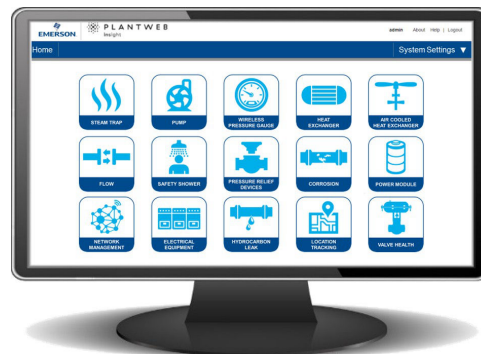 EMERSON
PLANTWEB
Insight
admin About Help | Logout
Home
System Settings ▼
STEAM TRAP
PUMP
WIRELESS
PRESSURE GAUGE
HEAT
EXCHANGER
AIR COOLED
HEAT EXCHANGER
FLOW
SAFETY SHOWER
PRESSURE RELIEF
DEVICES
CORROSION
POWER MODULE
NETWORK
MANAGEMENT
ELECTRICAL
EQUIPMENT
HYDROCARBON
LEAK
LOCATION
TRACKING
VALVE HEALTH